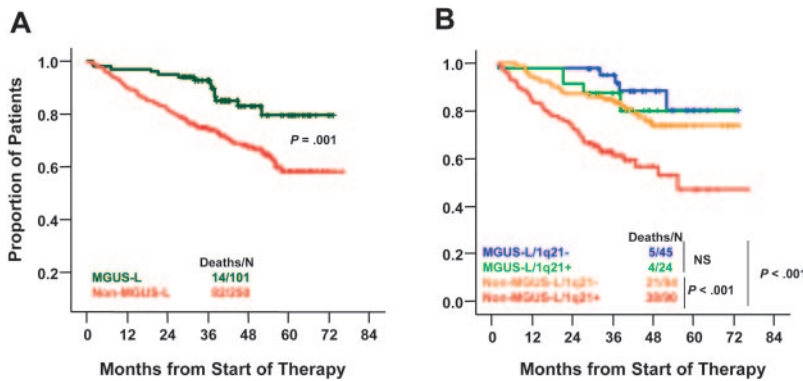 A
Proportion of Patients
1.0
0.8
0.6
0.4
0.2
P = .001
Deaths/N
MGUS-L 14/101
Non-MGUS-L
0 12 24 36 48 60 72 84
Months from Start of Therapy
B
1.0
0.8
0.6
0.4
0.2
0.0
Deaths/N
MGUS-L/1q21- 5/45
MGUS-L/1q21+ 4/24
Non-MGUS-L/1q21-
Non-MGUS-L/1q21+
NS
P < .001
P < .001
0 12 24 36 48 60 72 84
Months from Start of Therapy